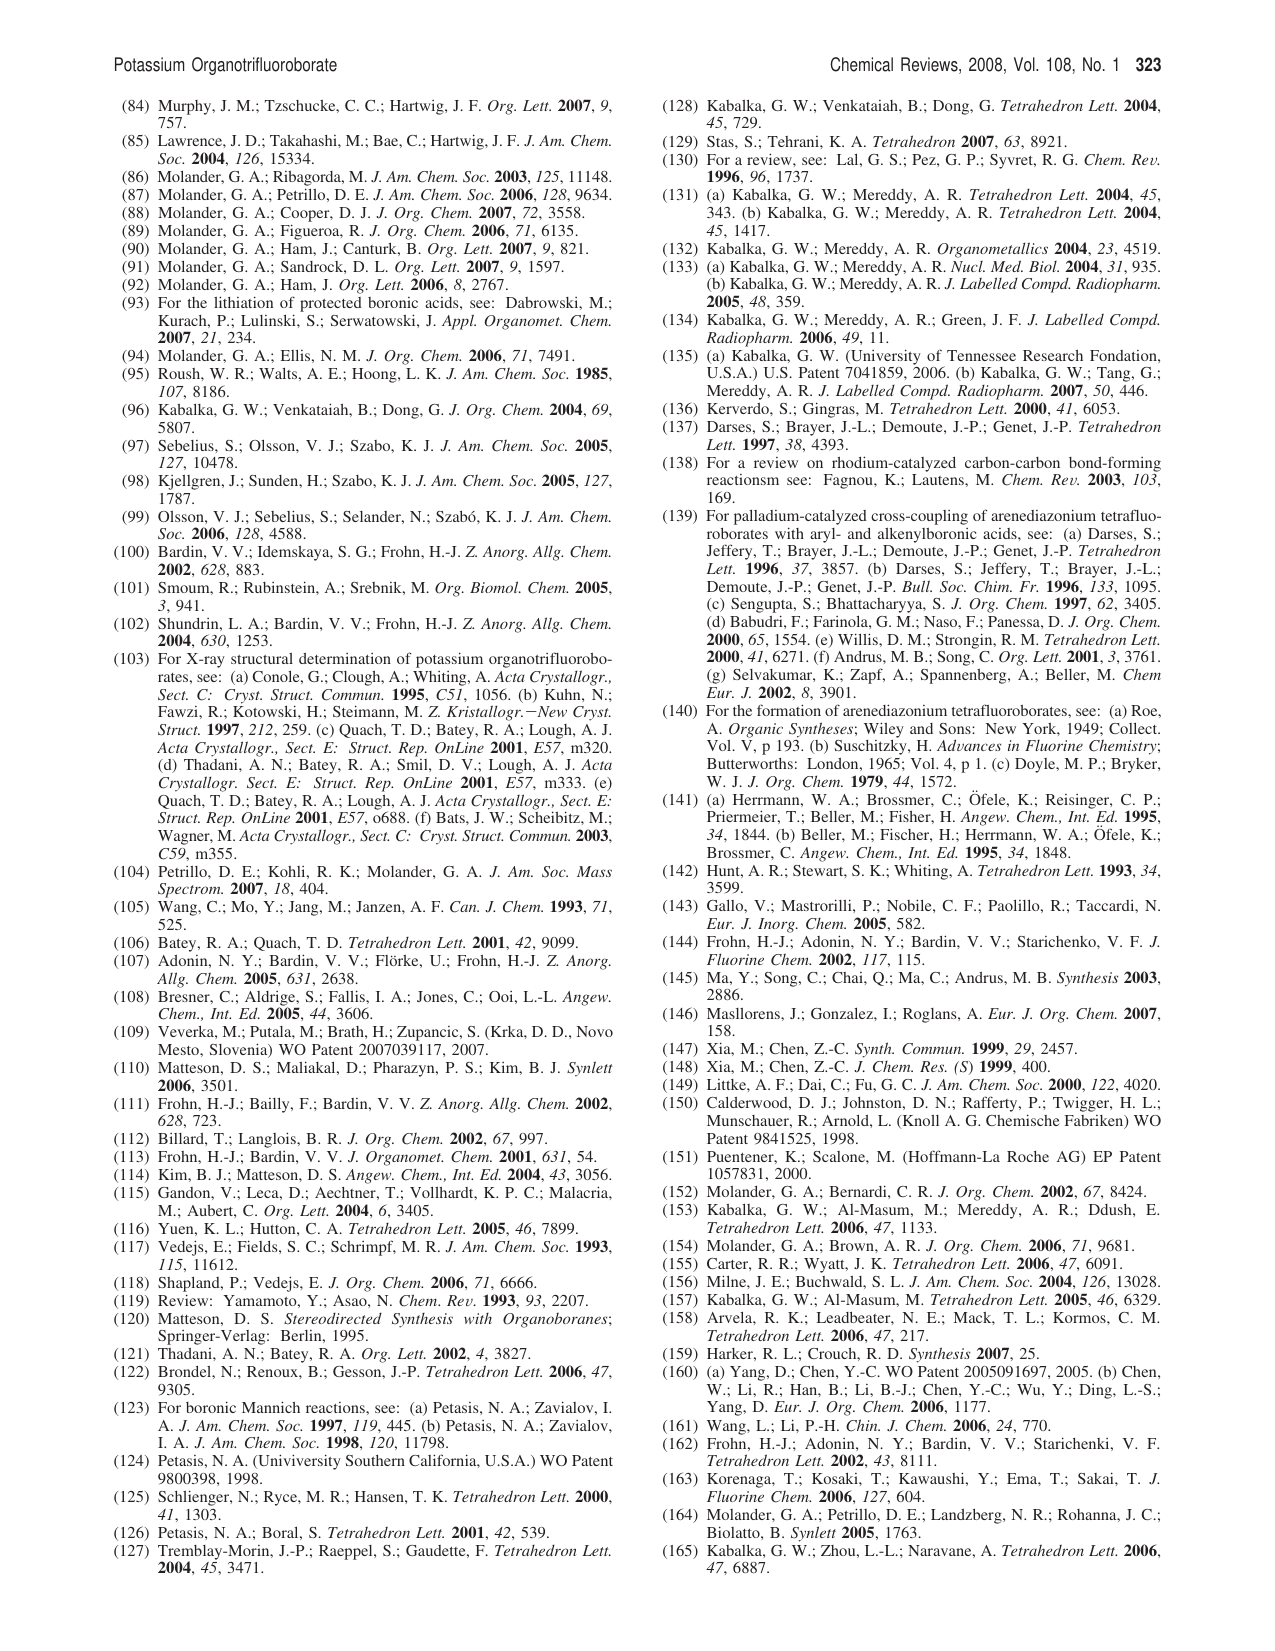 Potassium Organotrifluoroborate
Chemical Reviews, 2008, Vol. 108, No. 1 323
(84) Murphy, J. M.; Tzschucke, C. C.; Hartwig, J. F. Org. Lett. 2007, 9,
757.
(85) Lawrence, J. D.; Takahashi, M.; Bae, C.; Hartwig, J. F. J. Am. Chem.
Soc. 2004, 126, 15334.
(86) Molander, G. A.; Ribagorda, M. J. Am. Chem. Soc. 2003, 125, 11148.
(87) Molander, G. A.; Petrillo, D. E. J. Am. Chem. Soc. 2006, 128, 9634.
(88) Molander, G. A.; Cooper, D. J. J. Org. Chem. 2007, 72, 3558.
(89) Molander, G. A.; Figueroa, R. J. Org. Chem. 2006, 71, 6135.
(90) Molander, G. A.; Ham, J.; Canturk, B. Org. Lett. 2007, 9, 821.
(91) Molander, G. A.; Sandrock, D. L. Org. Lett. 2007, 9, 1597.
(92) Molander, G. A.; Ham, J. Org. Lett. 2006, 8, 2767.
(93) For the lithiation of protected boronic acids, see: Dabrowski, M.;
Kurach, P.; Lulinski, S.; Serwatowski, J. Appl. Organomet. Chem.
2007, 21, 234.
(94) Molander, G. A.; Ellis, N. M. J. Org. Chem. 2006, 71, 7491.
(95) Roush, W. R.; Walts, A. E.; Hoong, L. K. J. Am. Chem. Soc. 1985,
107, 8186.
(96) Kabalka, G. W.; Venkataiah, B.; Dong, G. J. Org. Chem. 2004, 69,
5807.
(97) Sebelius, S.; Olsson, V. J.; Szabo, K. J. J. Am. Chem. Soc. 2005,
127, 10478.
(98) Kjellgren, J.; Sunden, H.; Szabo, K. J. J. Am. Chem. Soc. 2005, 127,
1787.
(99) Olsson, V. J.; Sebelius, S.; Selander, N.; Szabó, K. J. J. Am. Chem.
Soc. 2006, 128, 4588.
(100) Bardin, V. V.; Idemskaya, S. G.; Frohn, H.-J. Z. Anorg. Allg. Chem.
2002, 628, 883.
(101) Smoum, R.; Rubinstein, A.; Srebnik, M. Org. Biomol. Chem. 2005,
3, 941.
(102) Shundrin, L. A.; Bardin, V. V.; Frohn, H.-J. Z. Anorg. Allg. Chem.
2004, 630, 1253.
(103) For X-ray structural determination of potassium organotrifluorobo-
rates, see: (a) Conole, G.; Clough, A.; Whiting, A. Acta Crystallogr.,
Sect. C: Cryst. Struct. Commun. 1995, C51, 1056. (b) Kuhn, N.;
Fawzi, R.; Kotowski, H.; Steimann, M. Z. Kristallogr.−New Cryst.
Struct. 1997, 212, 259. (c) Quach, T. D.; Batey, R. A.; Lough, A. J.
Acta Crystallogr., Sect. E: Struct. Rep. OnLine 2001, E57, m320.
(d) Thadani, A. N.; Batey, R. A.; Smil, D. V.; Lough, A. J. Acta
Crystallogr. Sect. E: Struct. Rep. OnLine 2001, E57, m333. (e)
Quach, T. D.; Batey, R. A.; Lough, A. J. Acta Crystallogr., Sect. E:
Struct. Rep. OnLine 2001, E57, o688. (f) Bats, J. W.; Scheibitz, M.;
Wagner, M. Acta Crystallogr., Sect. C: Cryst. Struct. Commun. 2003,
C59, m355.
(104) Petrillo, D. E.; Kohli, R. K.; Molander, G. A. J. Am. Soc. Mass
Spectrom. 2007, 18, 404.
(105) Wang, C.; Mo, Y.; Jang, M.; Janzen, A. F. Can. J. Chem. 1993, 71,
525.
(106) Batey, R. A.; Quach, T. D. Tetrahedron Lett. 2001, 42, 9099.
(107) Adonin, N. Y.; Bardin, V. V.; Flörke, U.; Frohn, H.-J. Z. Anorg.
Allg. Chem. 2005, 631, 2638.
(108) Bresner, C.; Aldrige, S.; Fallis, I. A.; Jones, C.; Ooi, L.-L. Angew.
Chem., Int. Ed. 2005, 44, 3606.
(109) Veverka, M.; Putala, M.; Brath, H.; Zupancic, S. (Krka, D. D., Novo
Mesto, Slovenia) WO Patent 2007039117, 2007.
(110) Matteson, D. S.; Maliakal, D.; Pharazyn, P. S.; Kim, B. J. Synlett
2006, 3501.
(111) Frohn, H.-J.; Bailly, F.; Bardin, V. V. Z. Anorg. Allg. Chem. 2002,
628, 723.
(112) Billard, T.; Langlois, B. R. J. Org. Chem. 2002, 67, 997.
(113) Frohn, H.-J.; Bardin, V. V. J. Organomet. Chem. 2001, 631, 54.
(114) Kim, B. J.; Matteson, D. S. Angew. Chem., Int. Ed. 2004, 43, 3056.
(115) Gandon, V.; Leca, D.; Aechtner, T.; Vollhardt, K. P. C.; Malacria,
M.; Aubert, C. Org. Lett. 2004, 6, 3405.
(116) Yuen, K. L.; Hutton, C. A. Tetrahedron Lett. 2005, 46, 7899.
(117) Vedejs, E.; Fields, S. C.; Schrimpf, M. R. J. Am. Chem. Soc. 1993,
115, 11612.
(118) Shapland, P.; Vedejs, E. J. Org. Chem. 2006, 71, 6666.
(119) Review: Yamamoto, Y.; Asao, N. Chem. Rev. 1993, 93, 2207.
(120) Matteson, D. S. Stereodirected Synthesis with Organoboranes;
Springer-Verlag: Berlin, 1995.
(121) Thadani, A. N.; Batey, R. A. Org. Lett. 2002, 4, 3827.
(122) Brondel, N.; Renoux, B.; Gesson, J.-P. Tetrahedron Lett. 2006, 47,
9305.
(123) For boronic Mannich reactions, see: (a) Petasis, N. A.; Zavialov, I.
A. J. Am. Chem. Soc. 1997, 119, 445. (b) Petasis, N. A.; Zavialov,
I. A. J. Am. Chem. Soc. 1998, 120, 11798.
(124) Petasis, N. A. (Univiversity Southern California, U.S.A.) WO Patent
9800398, 1998.
(125) Schlienger, N.; Ryce, M. R.; Hansen, T. K. Tetrahedron Lett. 2000,
41, 1303.
(126) Petasis, N. A.; Boral, S. Tetrahedron Lett. 2001, 42, 539.
(127) Tremblay-Morin, J.-P.; Raeppel, S.; Gaudette, F. Tetrahedron Lett.
2004, 45, 3471.
(128) Kabalka, G. W.; Venkataiah, B.; Dong, G. Tetrahedron Lett. 2004,
45, 729.
(129) Stas, S.; Tehrani, K. A. Tetrahedron 2007, 63, 8921.
(130) For a review, see: Lal, G. S.; Pez, G. P.; Syvret, R. G. Chem. Rev.
1996, 96, 1737.
(131) (a) Kabalka, G. W.; Mereddy, A. R. Tetrahedron Lett. 2004, 45,
343. (b) Kabalka, G. W.; Mereddy, A. R. Tetrahedron Lett. 2004,
45, 1417.
(132) Kabalka, G. W.; Mereddy, A. R. Organometallics 2004, 23, 4519.
(133) (a) Kabalka, G. W.; Mereddy, A. R. Nucl. Med. Biol. 2004, 31, 935.
(b) Kabalka, G. W.; Mereddy, A. R. J. Labelled Compd. Radiopharm.
2005, 48, 359.
(134) Kabalka, G. W.; Mereddy, A. R.; Green, J. F. J. Labelled Compd.
Radiopharm. 2006, 49, 11.
(135) (a) Kabalka, G. W. (University of Tennessee Research Fondation,
U.S.A.) U.S. Patent 7041859, 2006. (b) Kabalka, G. W.; Tang, G.;
Mereddy, A. R. J. Labelled Compd. Radiopharm. 2007, 50, 446.
(136) Kerverdo, S.; Gingras, M. Tetrahedron Lett. 2000, 41, 6053.
(137) Darses, S.; Brayer, J.-L.; Demoute, J.-P.; Genet, J.-P. Tetrahedron
Lett. 1997, 38, 4393.
(138) For a review on rhodium-catalyzed carbon-carbon bond-forming
reactionsm see: Fagnou, K.; Lautens, M. Chem. Rev. 2003, 103,
169.
(139) For palladium-catalyzed cross-coupling of arenediazonium tetrafluo-
roborates with aryl- and alkenylboronic acids, see: (a) Darses, S.;
Jeffery, T.; Brayer, J.-L.; Demoute, J.-P.; Genet, J.-P. Tetrahedron
Lett. 1996, 37, 3857. (b) Darses, S.; Jeffery, T.; Brayer, J.-L.;
Demoute, J.-P.; Genet, J.-P. Bull. Soc. Chim. Fr. 1996, 133, 1095.
(c) Sengupta, S.; Bhattacharyya, S. J. Org. Chem. 1997, 62, 3405.
(d) Babudri, F.; Farinola, G. M.; Naso, F.; Panessa, D. J. Org. Chem.
2000, 65, 1554. (e) Willis, D. M.; Strongin, R. M. Tetrahedron Lett.
2000, 41, 6271. (f) Andrus, M. B.; Song, C. Org. Lett. 2001, 3, 3761.
(g) Selvakumar, K.; Zapf, A.; Spannenberg, A.; Beller, M. Chem
Eur. J. 2002, 8, 3901.
(140) For the formation of arenediazonium tetrafluoroborates, see: (a) Roe,
A. Organic Syntheses; Wiley and Sons: New York, 1949; Collect.
Vol. V, p 193. (b) Suschitzky, H. Advances in Fluorine Chemistry;
Butterworths: London, 1965; Vol. 4, p 1. (c) Doyle, M. P.; Bryker,
W. J. J. Org. Chem. 1979, 44, 1572.
(141) (a) Herrmann, W. A.; Brossmer, C.; Öfele, K.; Reisinger, C. P.;
Priermeier, T.; Beller, M.; Fisher, H. Angew. Chem., Int. Ed. 1995,
34, 1844. (b) Beller, M.; Fischer, H.; Herrmann, W. A.; Öfele, K.;
Brossmer, C. Angew. Chem., Int. Ed. 1995, 34, 1848.
(142) Hunt, A. R.; Stewart, S. K.; Whiting, A. Tetrahedron Lett. 1993, 34,
3599.
(143) Gallo, V.; Mastrorilli, P.; Nobile, C. F.; Paolillo, R.; Taccardi, N.
Eur. J. Inorg. Chem. 2005, 582.
(144) Frohn, H.-J.; Adonin, N. Y.; Bardin, V. V.; Starichenko, V. F. J.
Fluorine Chem. 2002, 117, 115.
(145) Ma, Y.; Song, C.; Chai, Q.; Ma, C.; Andrus, M. B. Synthesis 2003,
2886.
(146) Masllorens, J.; Gonzalez, I.; Roglans, A. Eur. J. Org. Chem. 2007,
158.
(147) Xia, M.; Chen, Z.-C. Synth. Commun. 1999, 29, 2457.
(148) Xia, M.; Chen, Z.-C. J. Chem. Res. (S) 1999, 400.
(149) Littke, A. F.; Dai, C.; Fu, G. C. J. Am. Chem. Soc. 2000, 122, 4020.
(150) Calderwood, D. J.; Johnston, D. N.; Rafferty, P.; Twigger, H. L.;
Munschauer, R.; Arnold, L. (Knoll A. G. Chemische Fabriken) WO
Patent 9841525, 1998.
(151) Puentener, K.; Scalone, M. (Hoffmann-La Roche AG) EP Patent
1057831, 2000.
(152) Molander, G. A.; Bernardi, C. R. J. Org. Chem. 2002, 67, 8424.
(153) Kabalka, G. W.; Al-Masum, M.; Mereddy, A. R.; Ddush, E.
Tetrahedron Lett. 2006, 47, 1133.
(154) Molander, G. A.; Brown, A. R. J. Org. Chem. 2006, 71, 9681.
(155) Carter, R. R.; Wyatt, J. K. Tetrahedron Lett. 2006, 47, 6091.
(156) Milne, J. E.; Buchwald, S. L. J. Am. Chem. Soc. 2004, 126, 13028.
(157) Kabalka, G. W.; Al-Masum, M. Tetrahedron Lett. 2005, 46, 6329.
(158) Arvela, R. K.; Leadbeater, N. E.; Mack, T. L.; Kormos, C. M.
Tetrahedron Lett. 2006, 47, 217.
(159) Harker, R. L.; Crouch, R. D. Synthesis 2007, 25.
(160) (a) Yang, D.; Chen, Y.-C. WO Patent 2005091697, 2005. (b) Chen,
W.; Li, R.; Han, B.; Li, B.-J.; Chen, Y.-C.; Wu, Y.; Ding, L.-S.;
Yang, D. Eur. J. Org. Chem. 2006, 1177.
(161) Wang, L.; Li, P.-H. Chin. J. Chem. 2006, 24, 770.
(162) Frohn, H.-J.; Adonin, N. Y.; Bardin, V. V.; Starichenki, V. F.
Tetrahedron Lett. 2002, 43, 8111.
(163) Korenaga, T.; Kosaki, T.; Kawaushi, Y.; Ema, T.; Sakai, T. J.
Fluorine Chem. 2006, 127, 604.
(164) Molander, G. A.; Petrillo, D. E.; Landzberg, N. R.; Rohanna, J. C.;
Biolatto, B. Synlett 2005, 1763.
(165) Kabalka, G. W.; Zhou, L.-L.; Naravane, A. Tetrahedron Lett. 2006,
47, 6887.